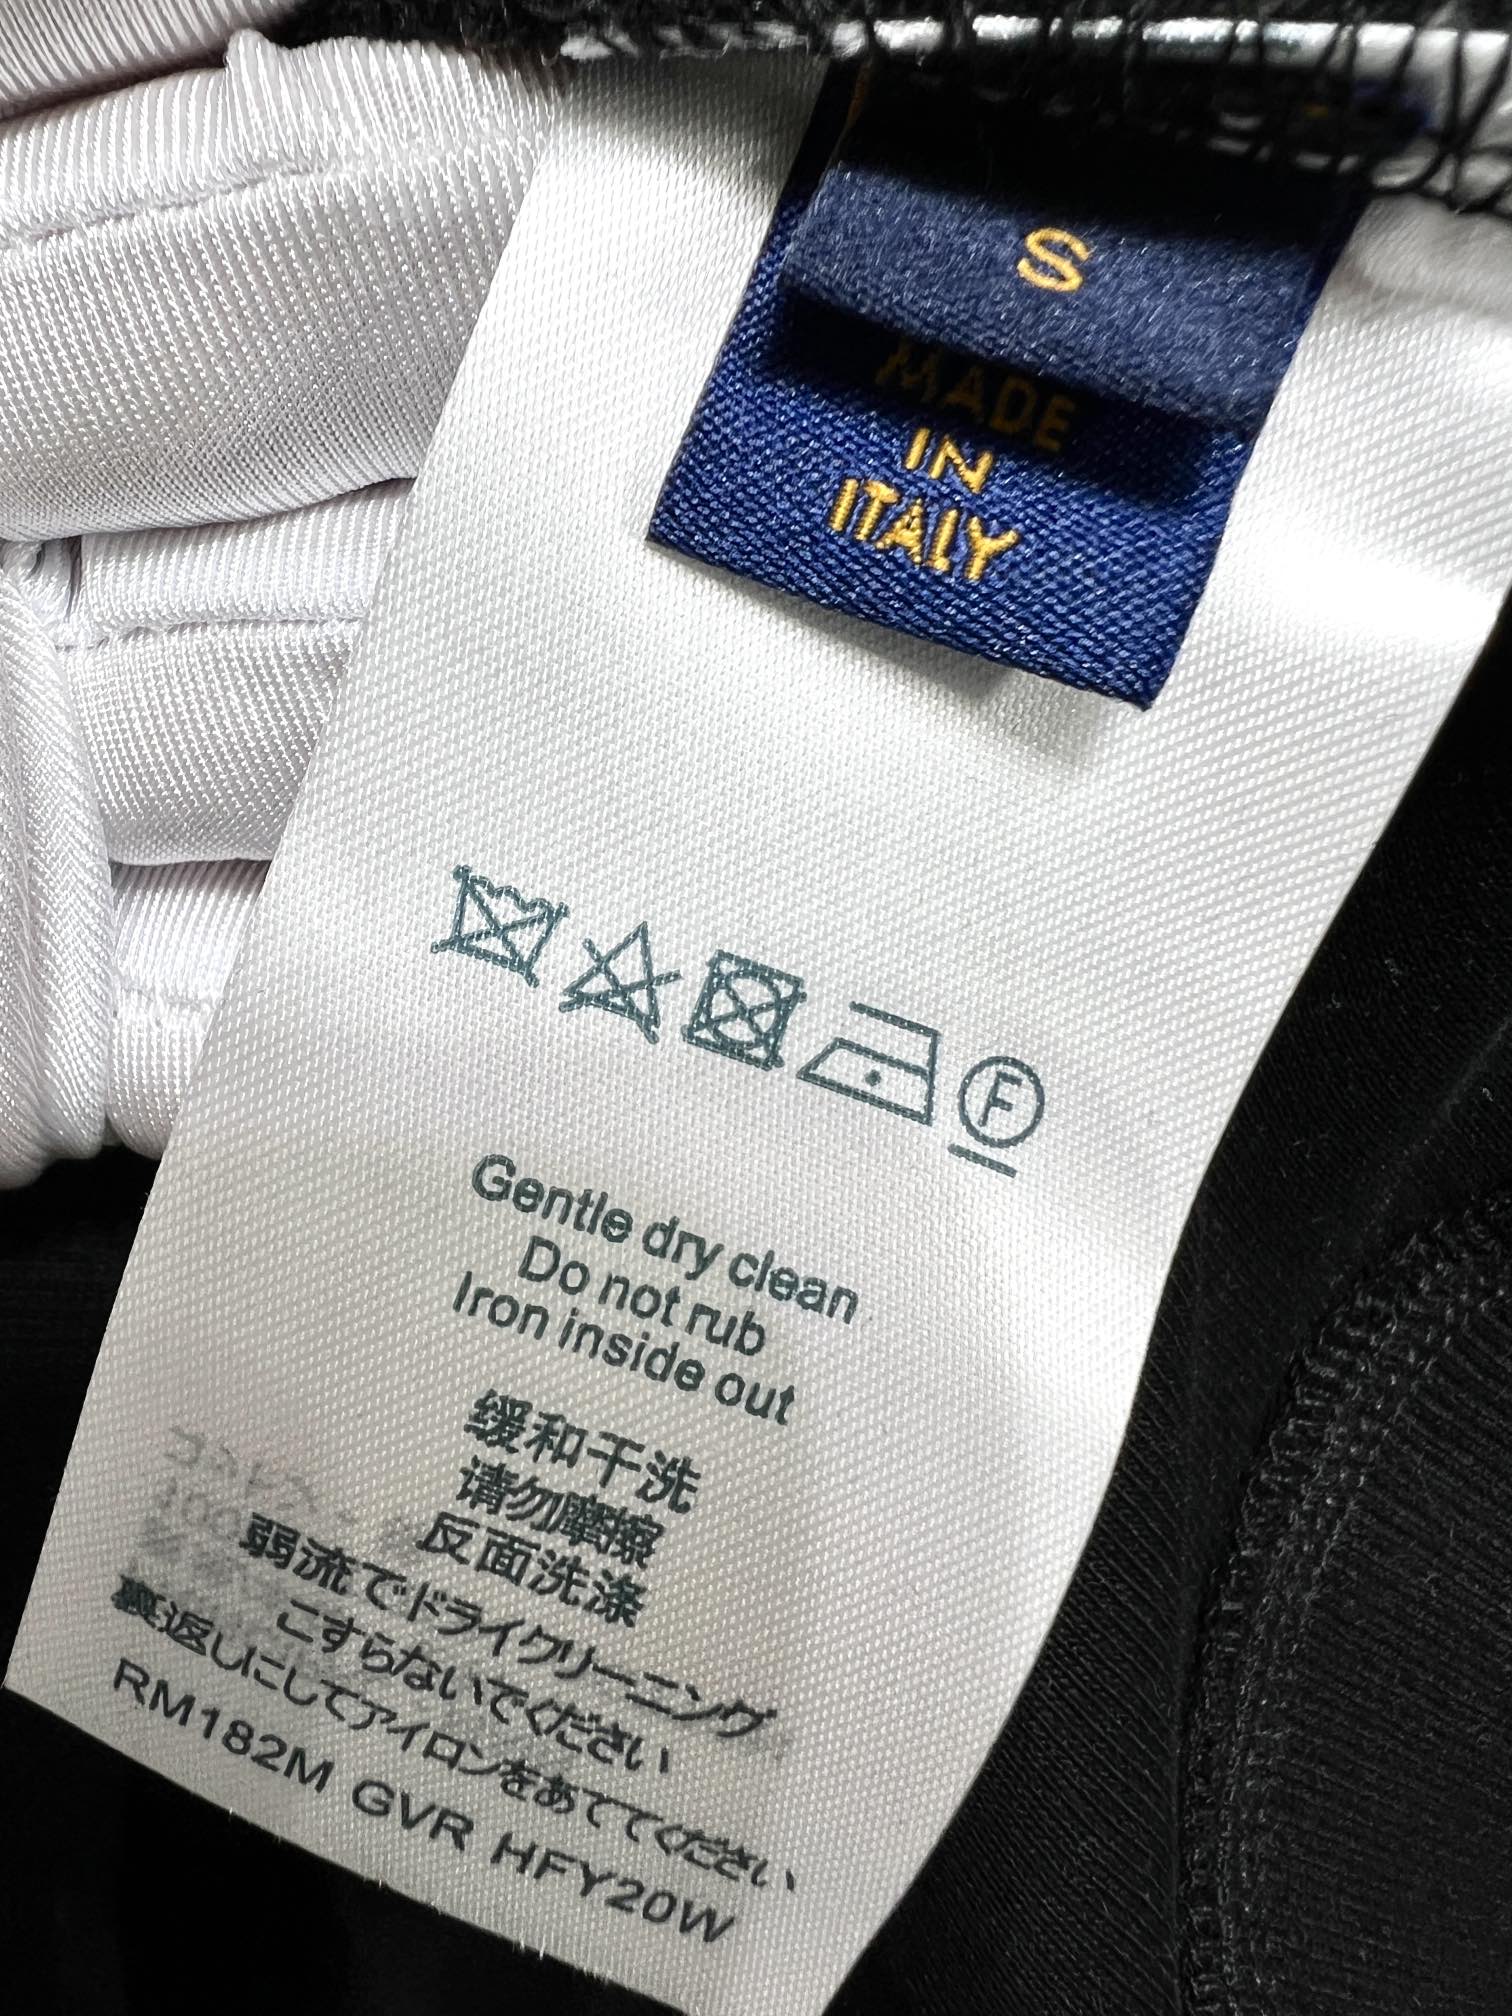 S
MADE
IN
ITALY
F
Gentle dry clean
Do not rub
Iron inside out
缓和干洗
请勿磨擦
反面洗涤
弱流でドライクリーニング
こすらないでください
裏返しにしてアイロンをあててください
RM182M GVR HFY20W